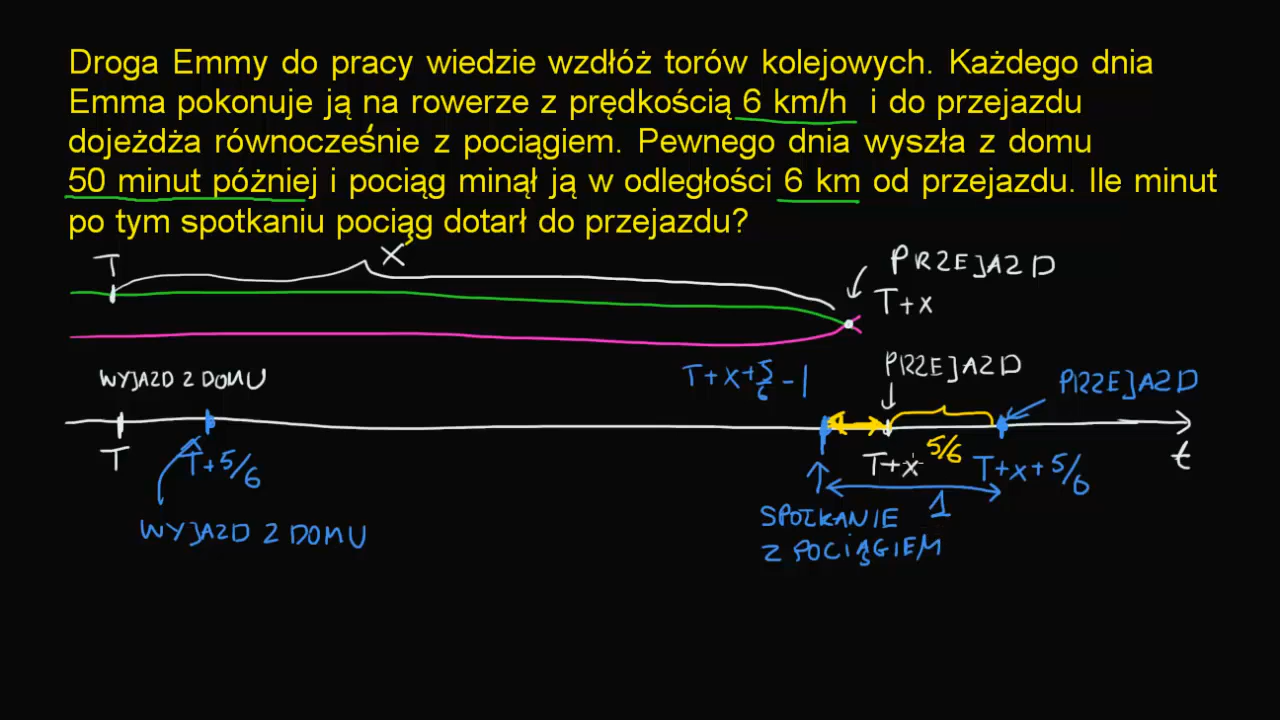 Droga Emmy do pracy wiedzie wzdłóż torów kolejowych. Każdego dnia
Emma pokonuje ją na rowerze z prędkością 6 km/h i do przejazdu
dojeżdża równocześnie z pociągiem. Pewnego dnia wyszła z domu
50 minut póżniej i pociąg minął ją w odległości 6 km od przejazdu. Ile minut
po tym spotkaniu pociąg dotarł do przejazdu?
T
X
PRZEJAZD
T+x
WYJAZD Z DOMU
T+x+5/6-1
PRZEJAZD
PRZEJAZD
T
T+5/6
T+x
5/6
T+x+5/6
t
WYJAZD Z DOMU
1
SPOTKANIE
Z POCIĄGIEM